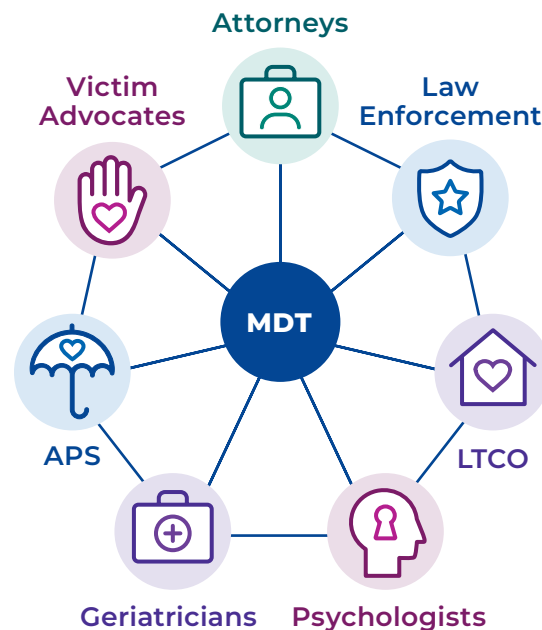 Attorneys
Victim
Advocates
Law
Enforcement
MDT
APS
LTCO
Geriatricians
Psychologists